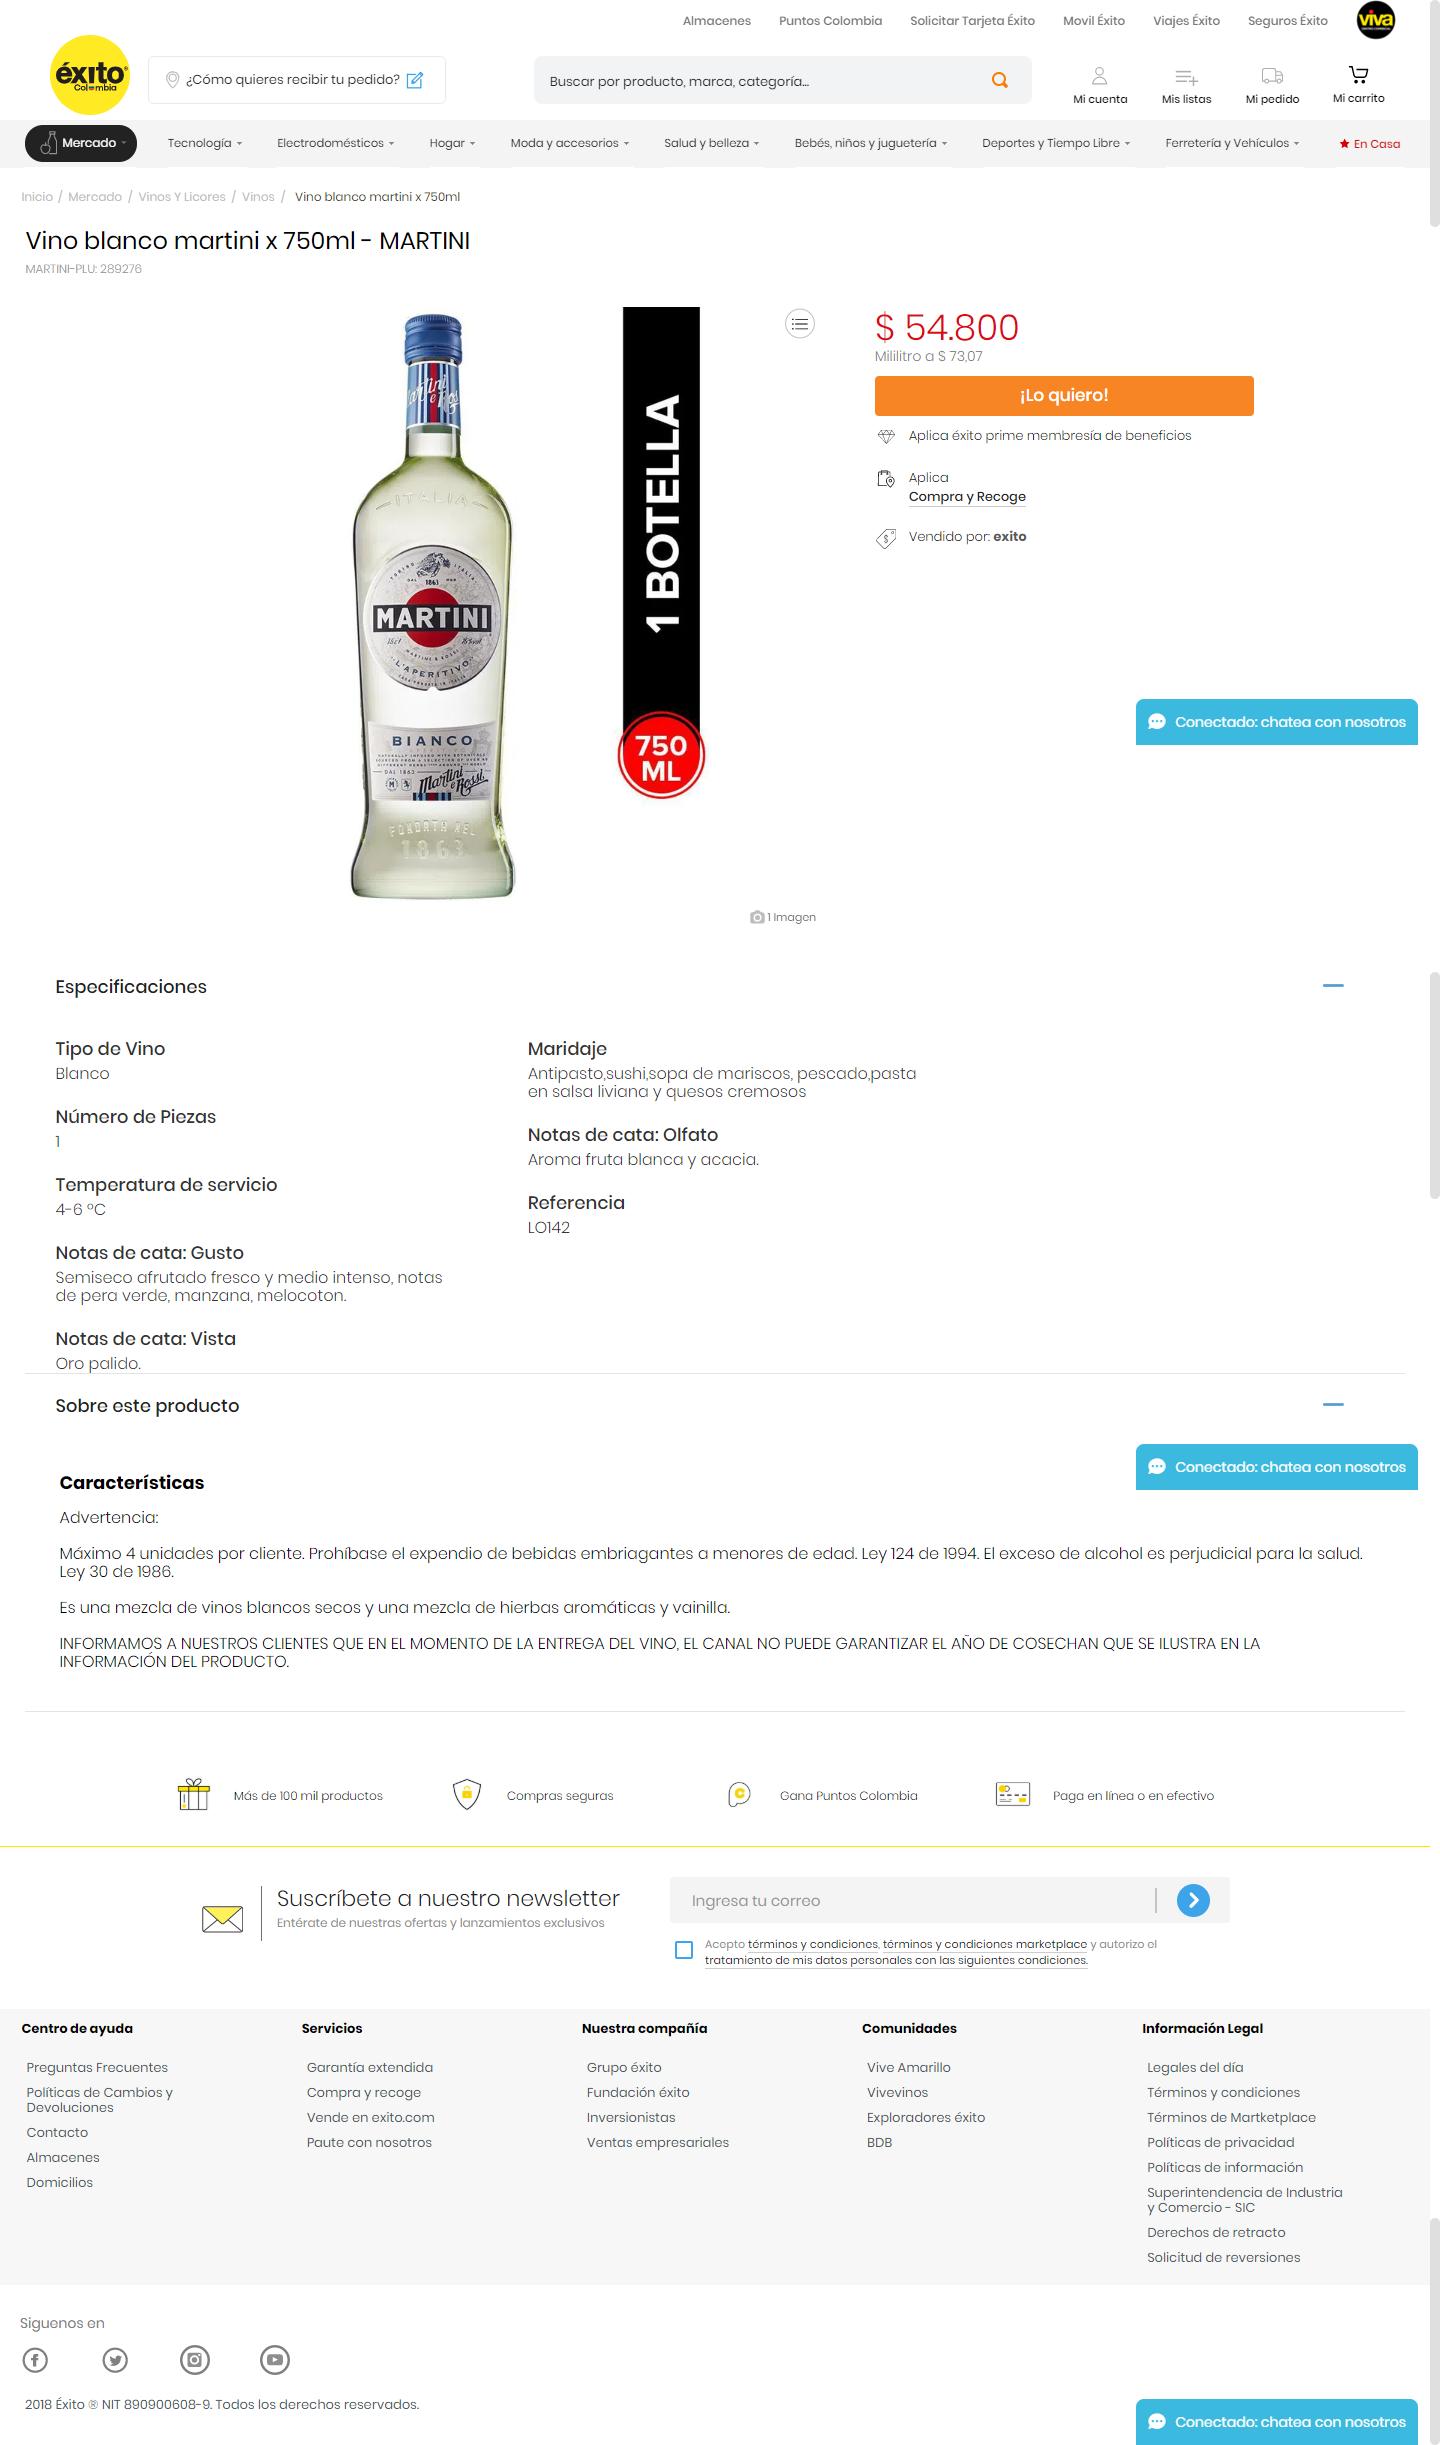 Almacenes Puntos Colombia Solicitar Tarjeta Éxito Movil Éxito Viajes Éxito Seguros Éxito viva
éxito
Colombia
¿Cómo quieres recibir tu pedido?
Buscar por producto, marca, categoría...
Mi cuenta Mis listas Mi pedido Mi carrito
Mercado Tecnología Electrodomésticos Hogar Moda y accesorios Salud y belleza Bebés, niños y juguetería Deportes y Tiempo Libre Ferretería y Vehículos En Casa
Inicio / Mercado / Vinos Y Licores / Vinos / Vino blanco martini x 750ml
Vino blanco martini x 750ml - MARTINI
MARTINI-PLU: 289276
Martini e Rossi
ITALIA
TORINO ITALIA
DAL 1863
MARTINI
75cl
MARTINI & ROSSI
L'APERITIVO
BIANCO
DAL 1863
Martini e Rossi
FONDATA NEL
1863
1 BOTELLA
750
ML
1 Imagen
$ 54.800
Mililitro a $ 73,07
¡Lo quiero!
Aplica éxito prime membresía de beneficios
Aplica
Compra y Recoge
Vendido por: exito
Conectado: chatea con nosotros
Especificaciones
Tipo de Vino
Blanco
Número de Piezas
1
Temperatura de servicio
4-6 °C
Notas de cata: Gusto
Semiseco afrutado fresco y medio intenso, notas
de pera verde, manzana, melocoton.
Notas de cata: Vista
Oro palido.
Maridaje
Antipasto,sushi,sopa de mariscos, pescado,pasta
en salsa liviana y quesos cremosos
Notas de cata: Olfato
Aroma fruta blanca y acacia.
Referencia
LO142
Sobre este producto
Conectado: chatea con nosotros
Características
Advertencia:
Máximo 4 unidades por cliente. Prohíbase el expendio de bebidas embriagantes a menores de edad. Ley 124 de 1994. El exceso de alcohol es perjudicial para la salud.
Ley 30 de 1986.
Es una mezcla de vinos blancos secos y una mezcla de hierbas aromáticas y vainilla.
INFORMAMOS A NUESTROS CLIENTES QUE EN EL MOMENTO DE LA ENTREGA DEL VINO, EL CANAL NO PUEDE GARANTIZAR EL AÑO DE COSECHAN QUE SE ILUSTRA EN LA
INFORMACIÓN DEL PRODUCTO.
Más de 100 mil productos Compras seguras Gana Puntos Colombia Paga en línea o en efectivo
Suscríbete a nuestro newsletter
Entérate de nuestras ofertas y lanzamientos exclusivos
Ingresa tu correo
Acepto términos y condiciones, términos y condiciones marketplace y autorizo el
tratamiento de mis datos personales con las siguientes condiciones.
Centro de ayuda
Preguntas Frecuentes
Políticas de Cambios y
Devoluciones
Contacto
Almacenes
Domicilios
Servicios
Garantía extendida
Compra y recoge
Vende en exito.com
Paute con nosotros
Nuestra compañía
Grupo éxito
Fundación éxito
Inversionistas
Ventas empresariales
Comunidades
Vive Amarillo
Vivevinos
Exploradores éxito
BDB
Información Legal
Legales del día
Términos y condiciones
Términos de Martketplace
Políticas de privacidad
Políticas de información
Superintendencia de Industria
y Comercio - SIC
Derechos de retracto
Solicitud de reversiones
Siguenos en
2018 Éxito ® NIT 890900608-9. Todos los derechos reservados.
Conectado: chatea con nosotros